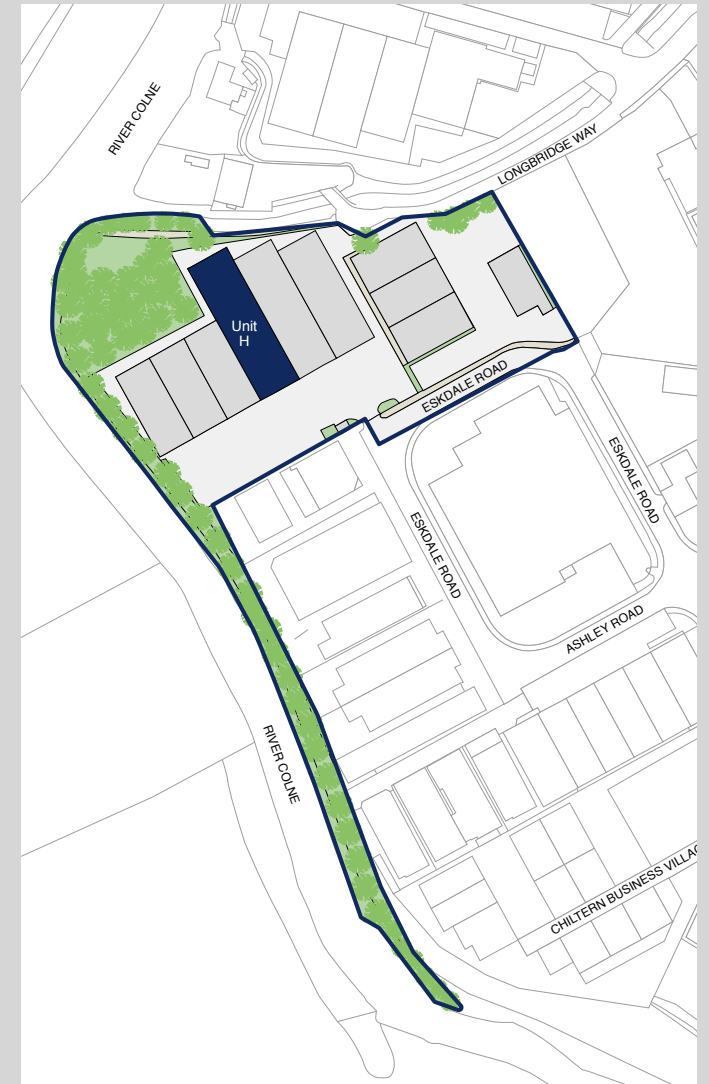 RIVER COLNE
LONGBRIDGE WAY
Unit
H
ESKDALE ROAD
ESKDALE ROAD
ESKDALE ROAD
ASHLEY ROAD
RIVER COLNE
CHILTERN BUSINESS VILLAG